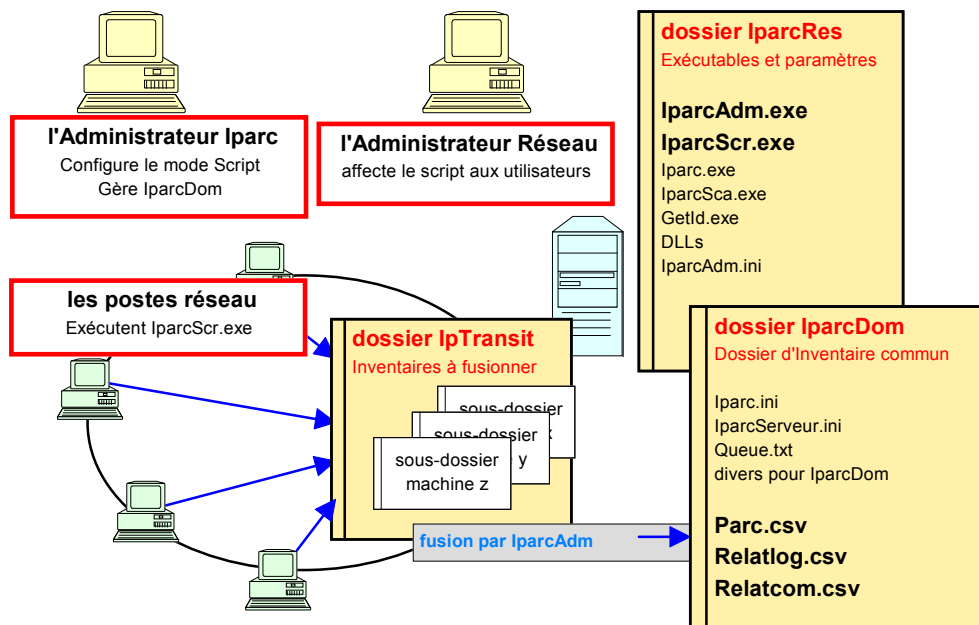 l'Administrateur Iparc
Configure le mode Script
Gère IparcDom
l'Administrateur Réseau
affecte le script aux utilisateurs
dossier IparcRes
Exécutables et paramètres
IparcAdm.exe
IparcScr.exe
Iparc.exe
IparcSca.exe
GetId.exe
DLLs
IparcAdm.ini
les postes réseau
Exécutent IparcScr.exe
dossier IpTransit
Inventaires à fusionner
sous-dossier
x
sous-dossier
y
sous-dossier
machine z
fusion par IparcAdm
dossier IparcDom
Dossier d'Inventaire commun
Iparc.ini
IparcServeur.ini
Queue.txt
divers pour IparcDom
Parc.csv
Relatlog.csv
Relatcom.csv